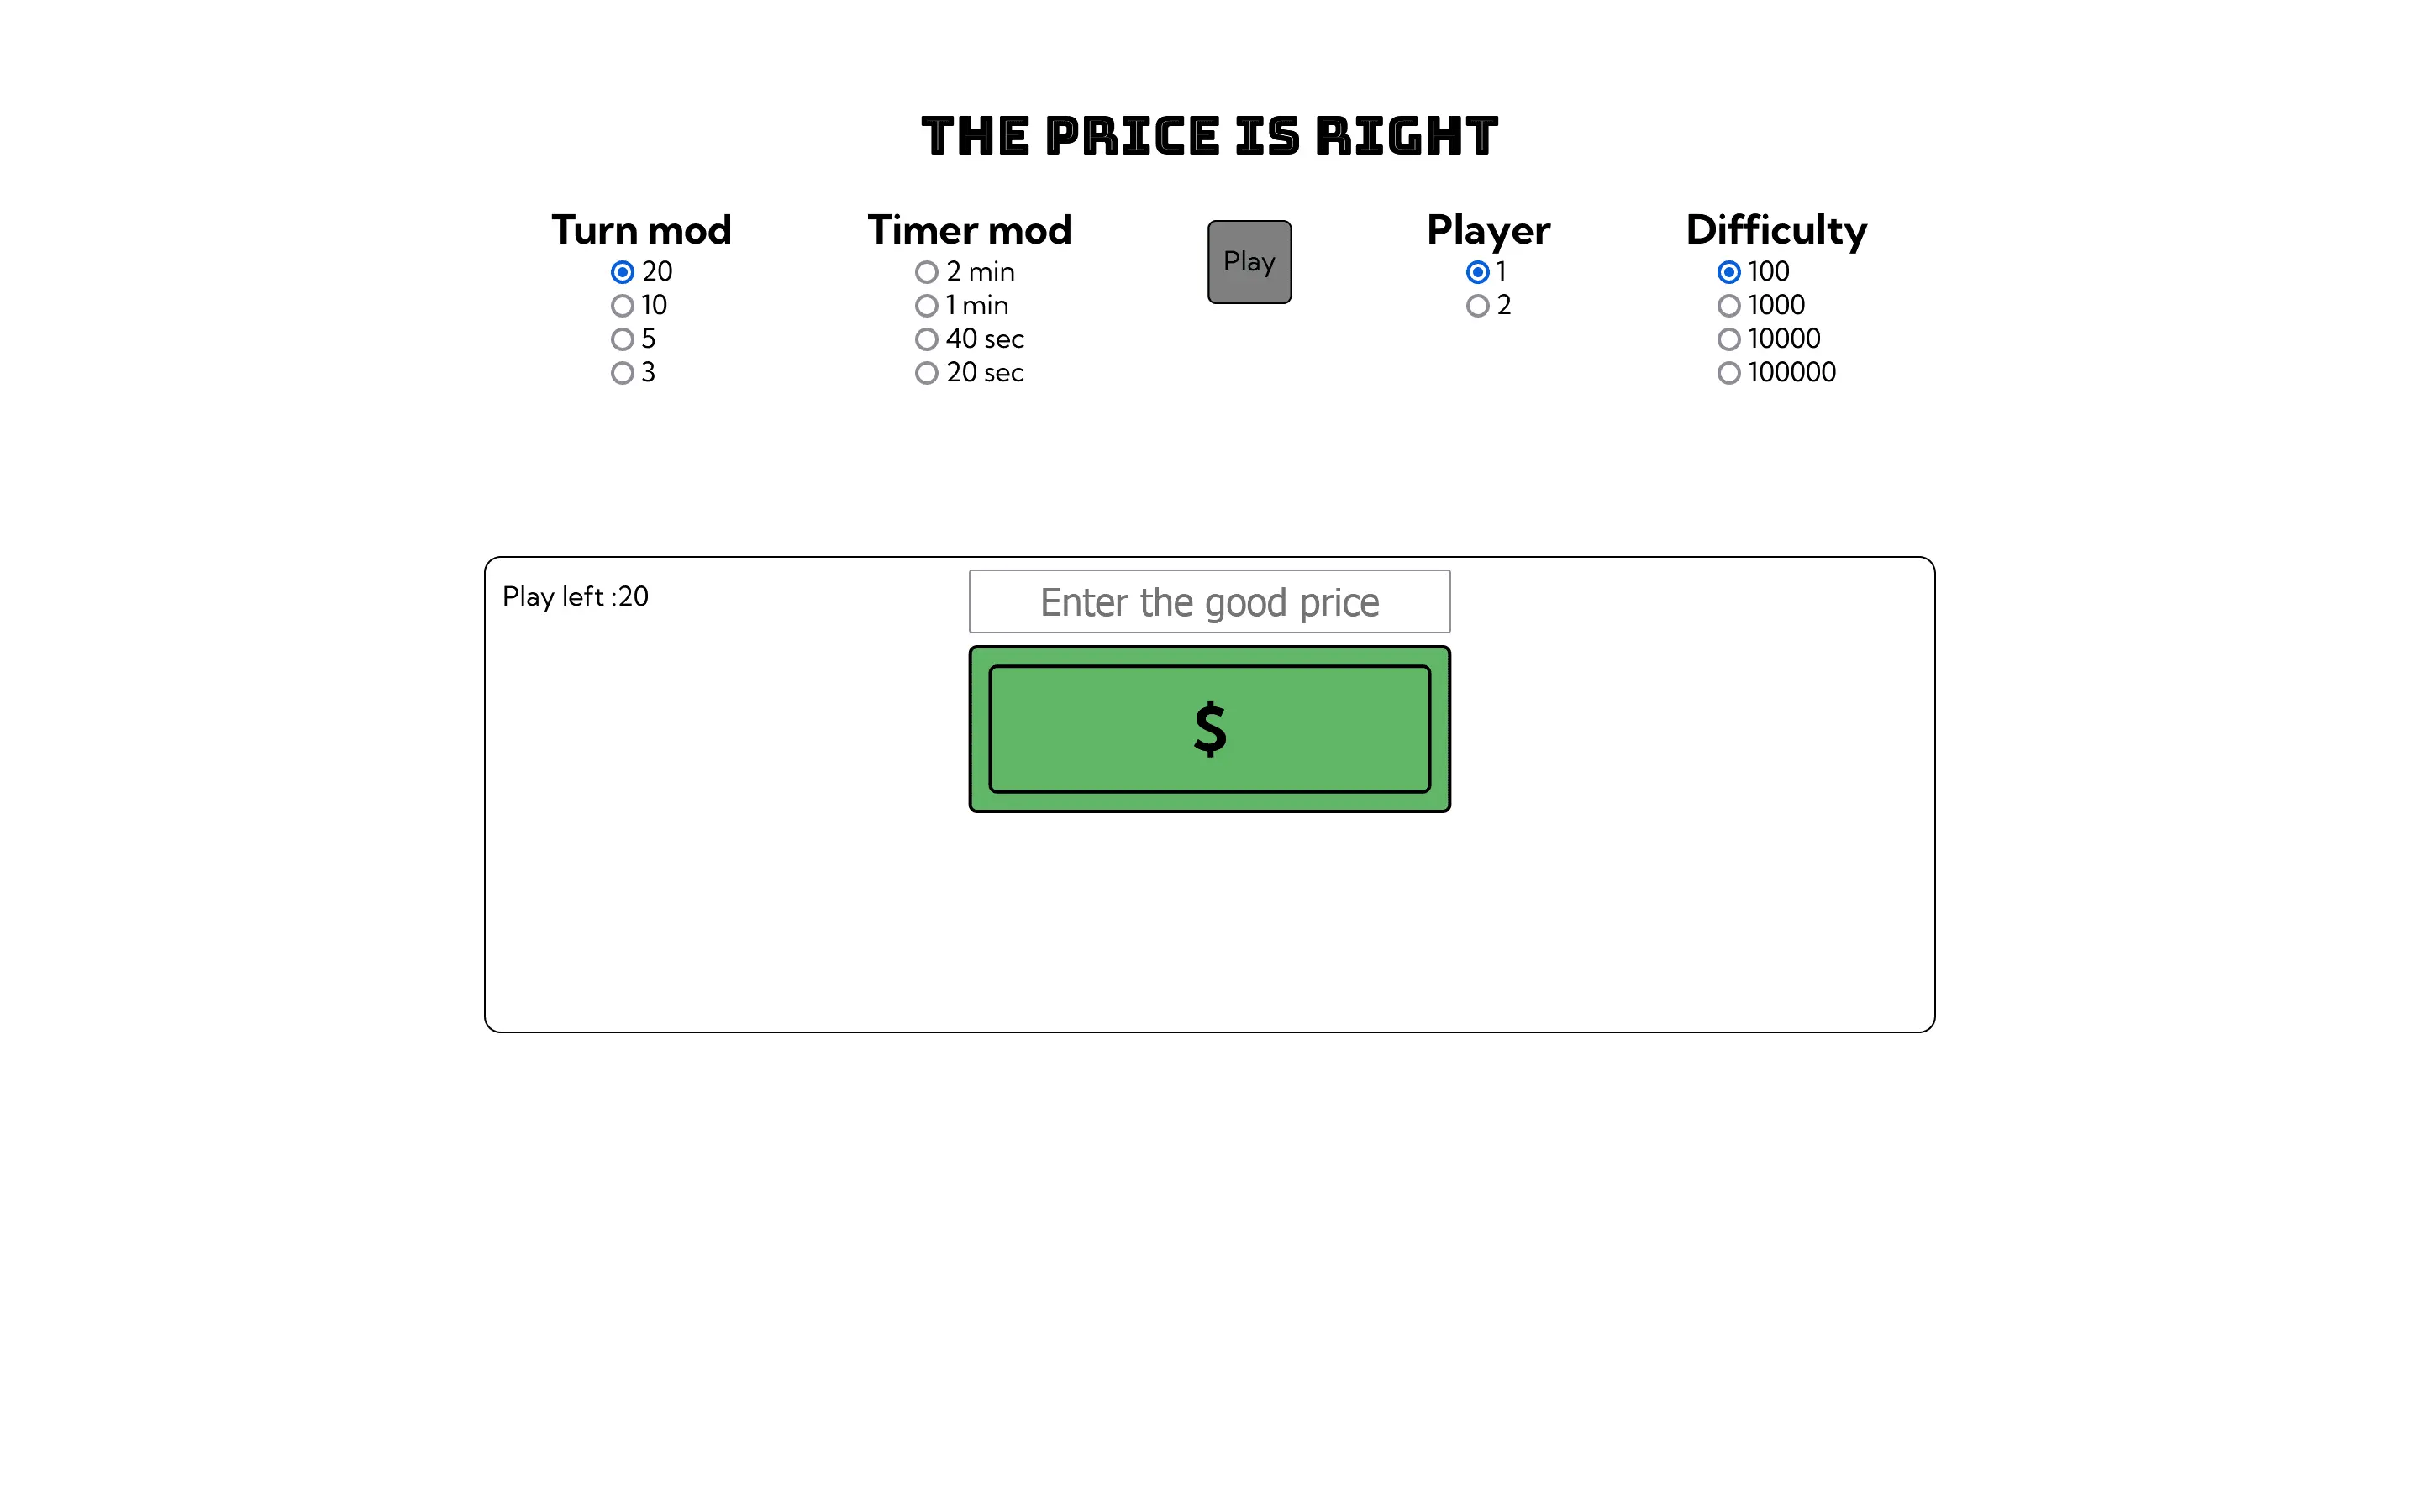 THE PRICE IS RIGHT
Turn mod
20
10
5
3
Timer mod
2 min
1 min
40 sec
20 sec
Play
Player
1
2
Difficulty
100
1000
10000
100000
Play left :20
Enter the good price
$